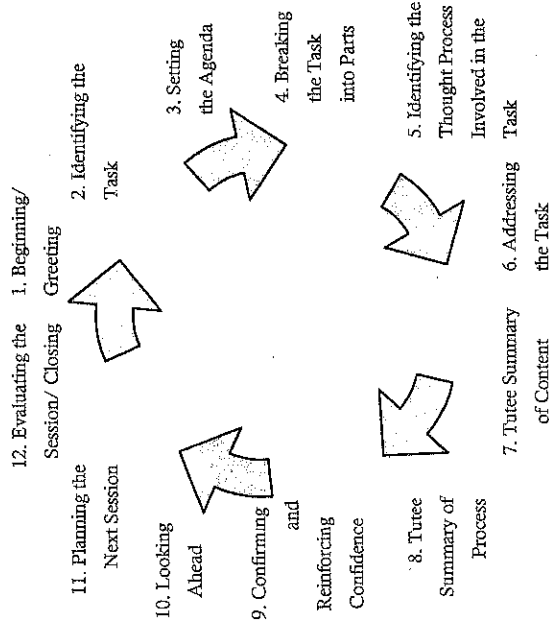 1. Beginning/
Greeting
2. Identifying the
Task
3. Setting
the Agenda
4. Breaking
the Task
into Parts
5. Identifying the
Thought Process
Involved in the
Task
6. Addressing
the Task
7. Tutee Summary
of Content
8. Tutee
Summary of
Process
9. Confirming
and
Reinforcing
Confidence
10. Looking
Ahead
11. Planning the
Next Session
12. Evaluating the
Session/ Closing